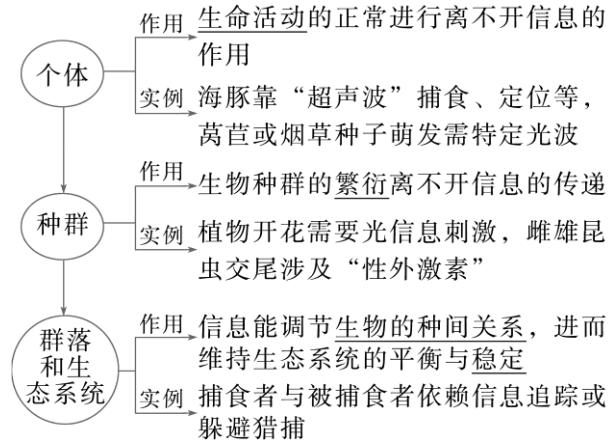 个体
作用
生命活动的正常进行离不开信息的
作用
实例
海豚靠“超声波”捕食、定位等，
莴苣或烟草种子萌发需特定光波
种群
作用
生物种群的繁衍离不开信息的传递
实例
植物开花需要光信息刺激，雌雄昆
虫交尾涉及“性外激素”
群落
和生
态系统
作用
信息能调节生物的种间关系，进而
维持生态系统的平衡与稳定
实例
捕食者与被捕食者依赖信息追踪或
躲避猎捕